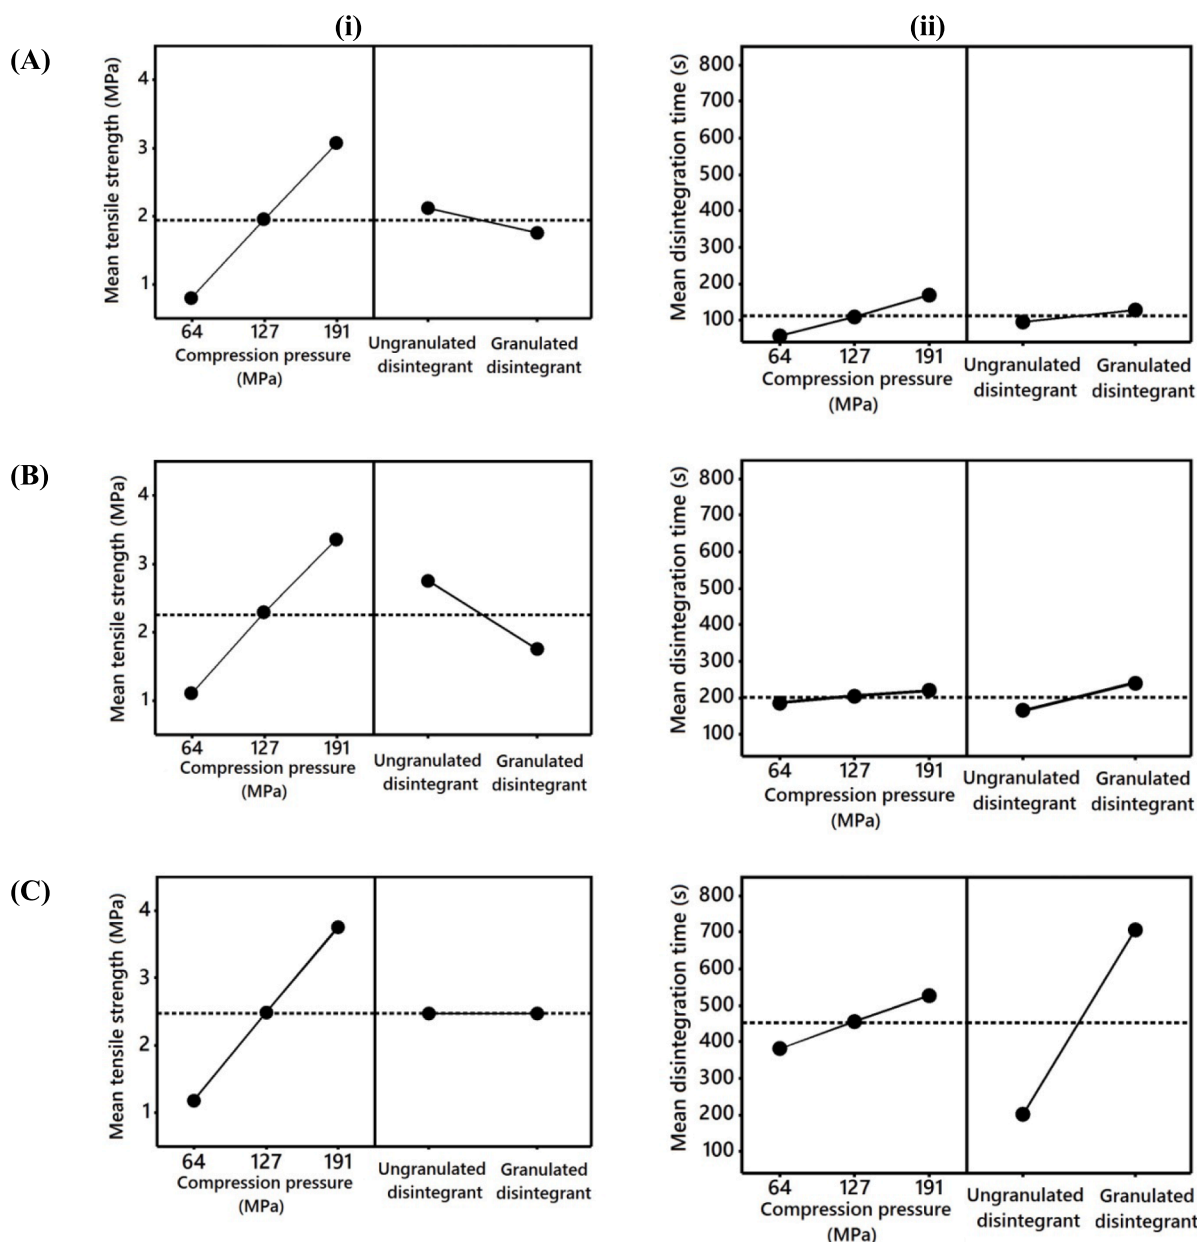 (i)
(ii)
(A)
Mean tensile strength (MPa)
4
3
2
1
64 127 191
Compression pressure
(MPa)
Ungranulated Granulated
disintegrant disintegrant
Mean disintegration time (s)
800
700
600
500
400
300
200
100
64 127 191
Compression pressure
(MPa)
Ungranulated Granulated
disintegrant disintegrant
(B)
Mean tensile strength (MPa)
4
3
2
1
64 127 191
Compression pressure
(MPa)
Ungranulated Granulated
disintegrant disintegrant
Mean disintegration time (s)
800
700
600
500
400
300
200
100
64 127 191
Compression pressure
(MPa)
Ungranulated Granulated
disintegrant disintegrant
(C)
Mean tensile strength (MPa)
4
3
2
1
64 127 191
Compression pressure
(MPa)
Ungranulated Granulated
disintegrant disintegrant
Mean disintegration time (s)
800
700
600
500
400
300
200
100
64 127 191
Compression pressure
(MPa)
Ungranulated Granulated
disintegrant disintegrant